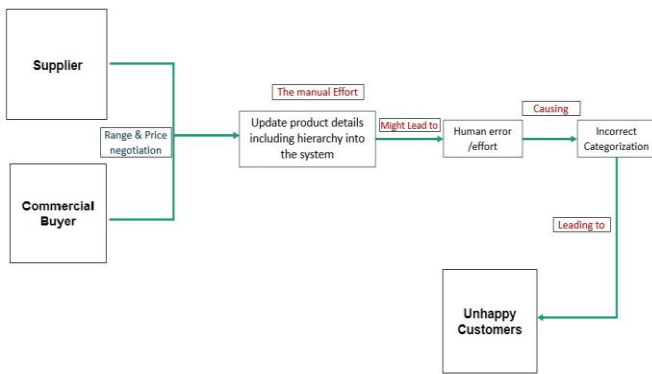 Supplier
The manual Effort
Range & Price
negotiation
Update product details
including hierarchy into
the system
Might Lead to
Human error
/effort
Causing
Incorrect
Categorization
Commercial
Buyer
Leading to
Unhappy
Customers